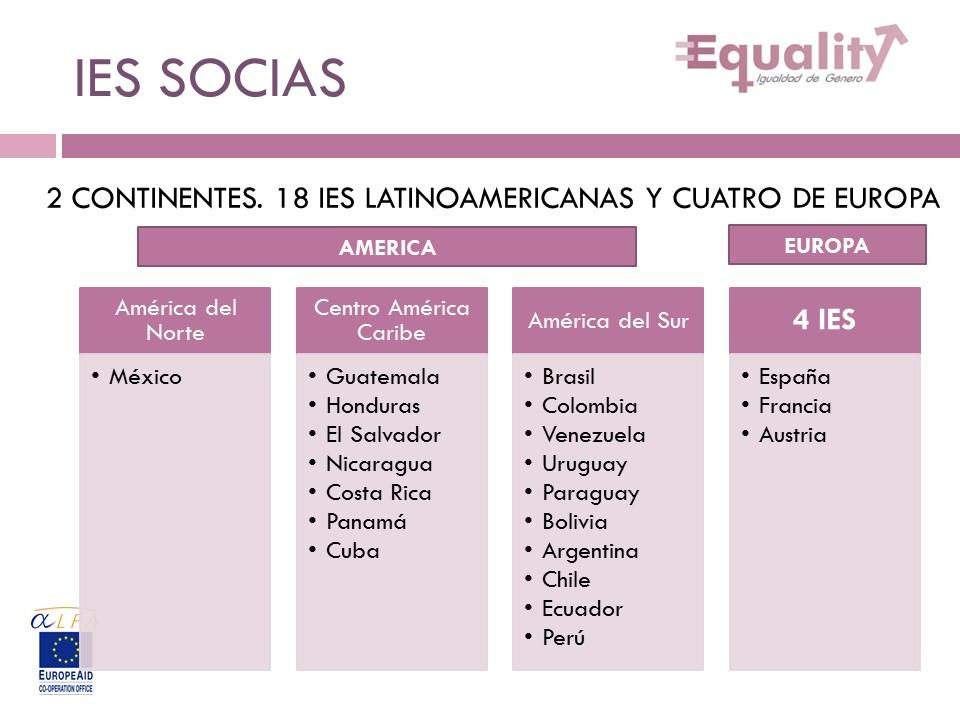 IES SOCIAS
Equality
Igualdad de Genero
2 CONTINENTES. 18 IES LATINOAMERICANAS Y CUATRO DE EUROPA
AMERICA
EUROPA
América del
Norte
• México
Centro América
Caribe
• Guatemala
• Honduras
• El Salvador
• Nicaragua
• Costa Rica
• Panamá
• Cuba
América del Sur
• Brasil
• Colombia
• Venezuela
• Uruguay
• Paraguay
• Bolivia
• Argentina
• Chile
• Ecuador
• Perú
4 IES
• España
• Francia
• Austria
αLFA
EUROPEAID
CO-OPERATION OFFICE